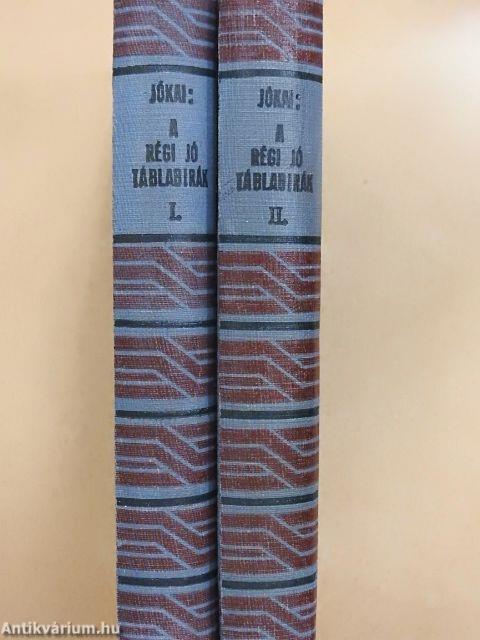 JÓKAI:
A
RÉGI JÓ
TÁBLABIRÁK
I.
JÓKAI:
A
RÉGI JÓ
TÁBLABIRÁK
II.
Antikvárium.hu